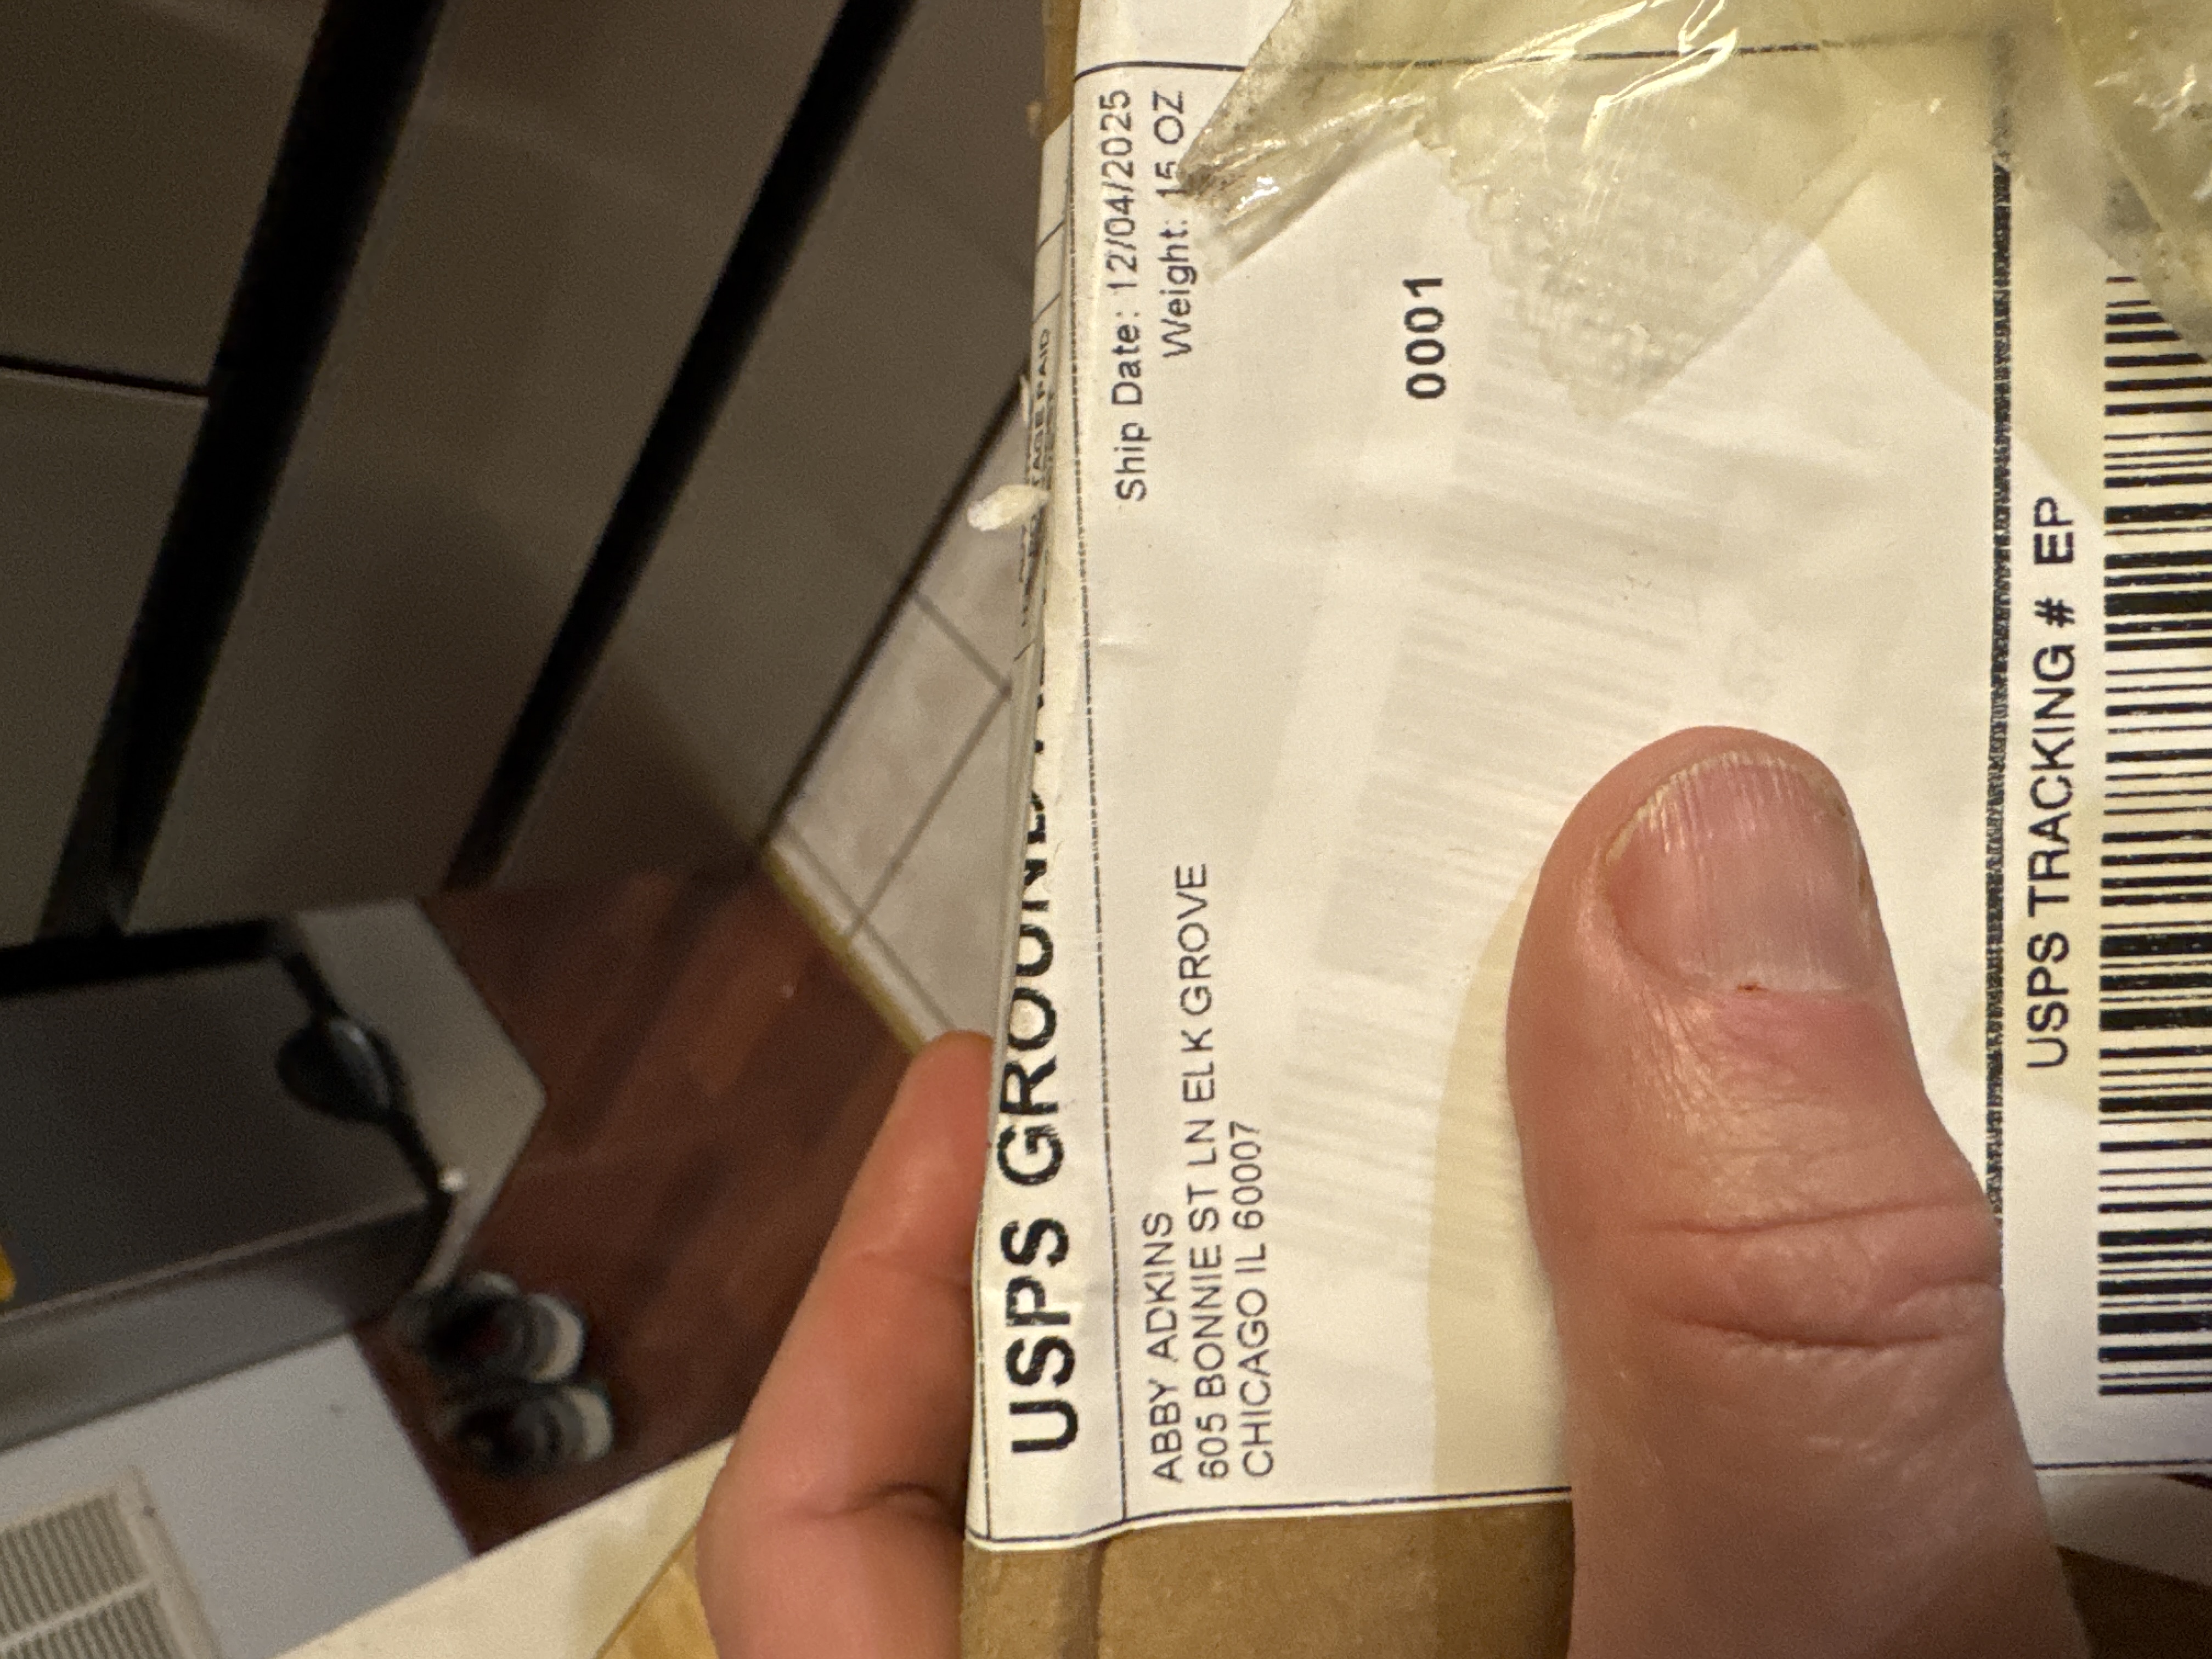 USPS GROUND
Ship Date: 12/04/2025
Weight: 15 OZ
ABBY ADKINS
605 BONNIE ST LN ELK GROVE
CHICAGO IL 60007
0001
USPS TRACKING # EP